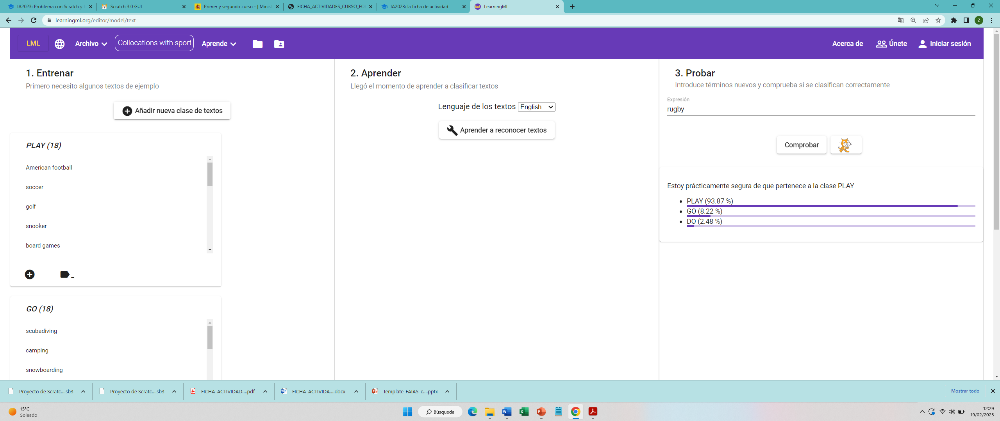 IA2023: Problema con Scratch y L
Scratch 3.0 GUI
Primer y segundo curso - | Minist
FICHA_ACTIVIDADES_CURSO_FO
IA2023: la ficha de actividad
LearningML
learningml.org/editor/model/text
Z
LML
Archivo
Collocations with sport
Aprende
Acerca de
Únete
Iniciar sesión
1. Entrenar
Primero necesito algunos textos de ejemplo
Añadir nueva clase de textos
PLAY (18)
American football
soccer
golf
snooker
board games
GO (18)
scubadiving
camping
snowboarding
2. Aprender
Llegó el momento de aprender a clasificar textos
Lenguaje de los textos English
Aprender a reconocer textos
3. Probar
Introduce términos nuevos y comprueba si se clasifican correctamente
Expresión
rugby
Comprobar
Estoy prácticamente segura de que pertenece a la clase PLAY
PLAY (93.87 %)
GO (8.22 %)
DO (2.48 %)
Proyecto de Scratc....sb3
Proyecto de Scratc....sb3
FICHA_ACTIVIDAD....pdf
FICHA_ACTIVIDA....docx
Template_FAIAS_c....pptx
Mostrar todo
15°C
Soleado
Búsqueda
12:29
19/02/2023